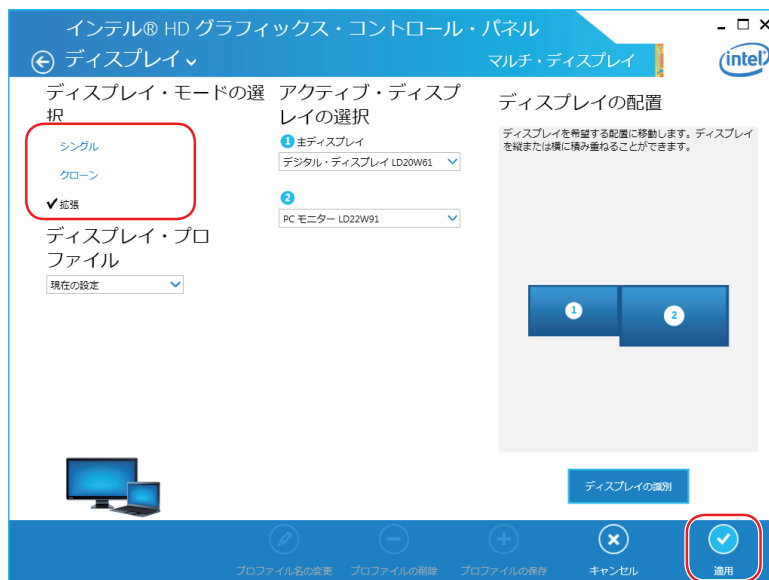 インテル® HD グラフィックス・コントロール・パネル
ディスプレイ
マルチ・ディスプレイ
intel
ディスプレイ・モードの選
択
シングル
クローン
拡張
ディスプレイ・プロ
ファイル
現在の設定
アクティブ・ディスプ
レイの選択
1 主ディスプレイ
デジタル・ディスプレイ LD20W61
2
PC モニター LD22W91
ディスプレイの配置
ディスプレイを希望する配置に移動します。ディスプレイ
を縦または横に積み重ねることができます。
1
2
ディスプレイの識別
プロファイル名の変更
プロファイルの削除
プロファイルの保存
キャンセル
適用